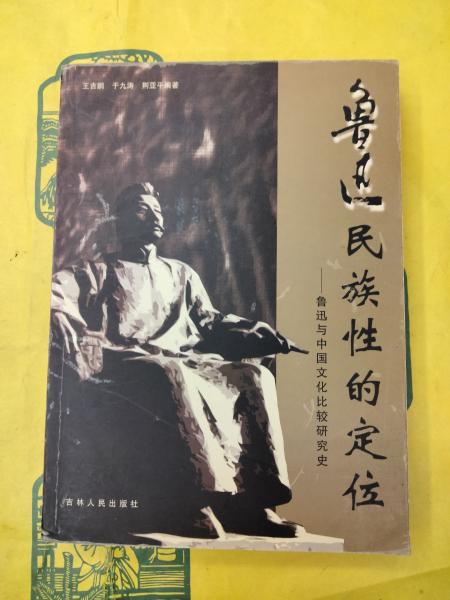 王吉鹏 于九涛 荆亚平编著
鲁迅民族性的定位
——鲁迅与中国文化比较研究史
吉林人民出版社